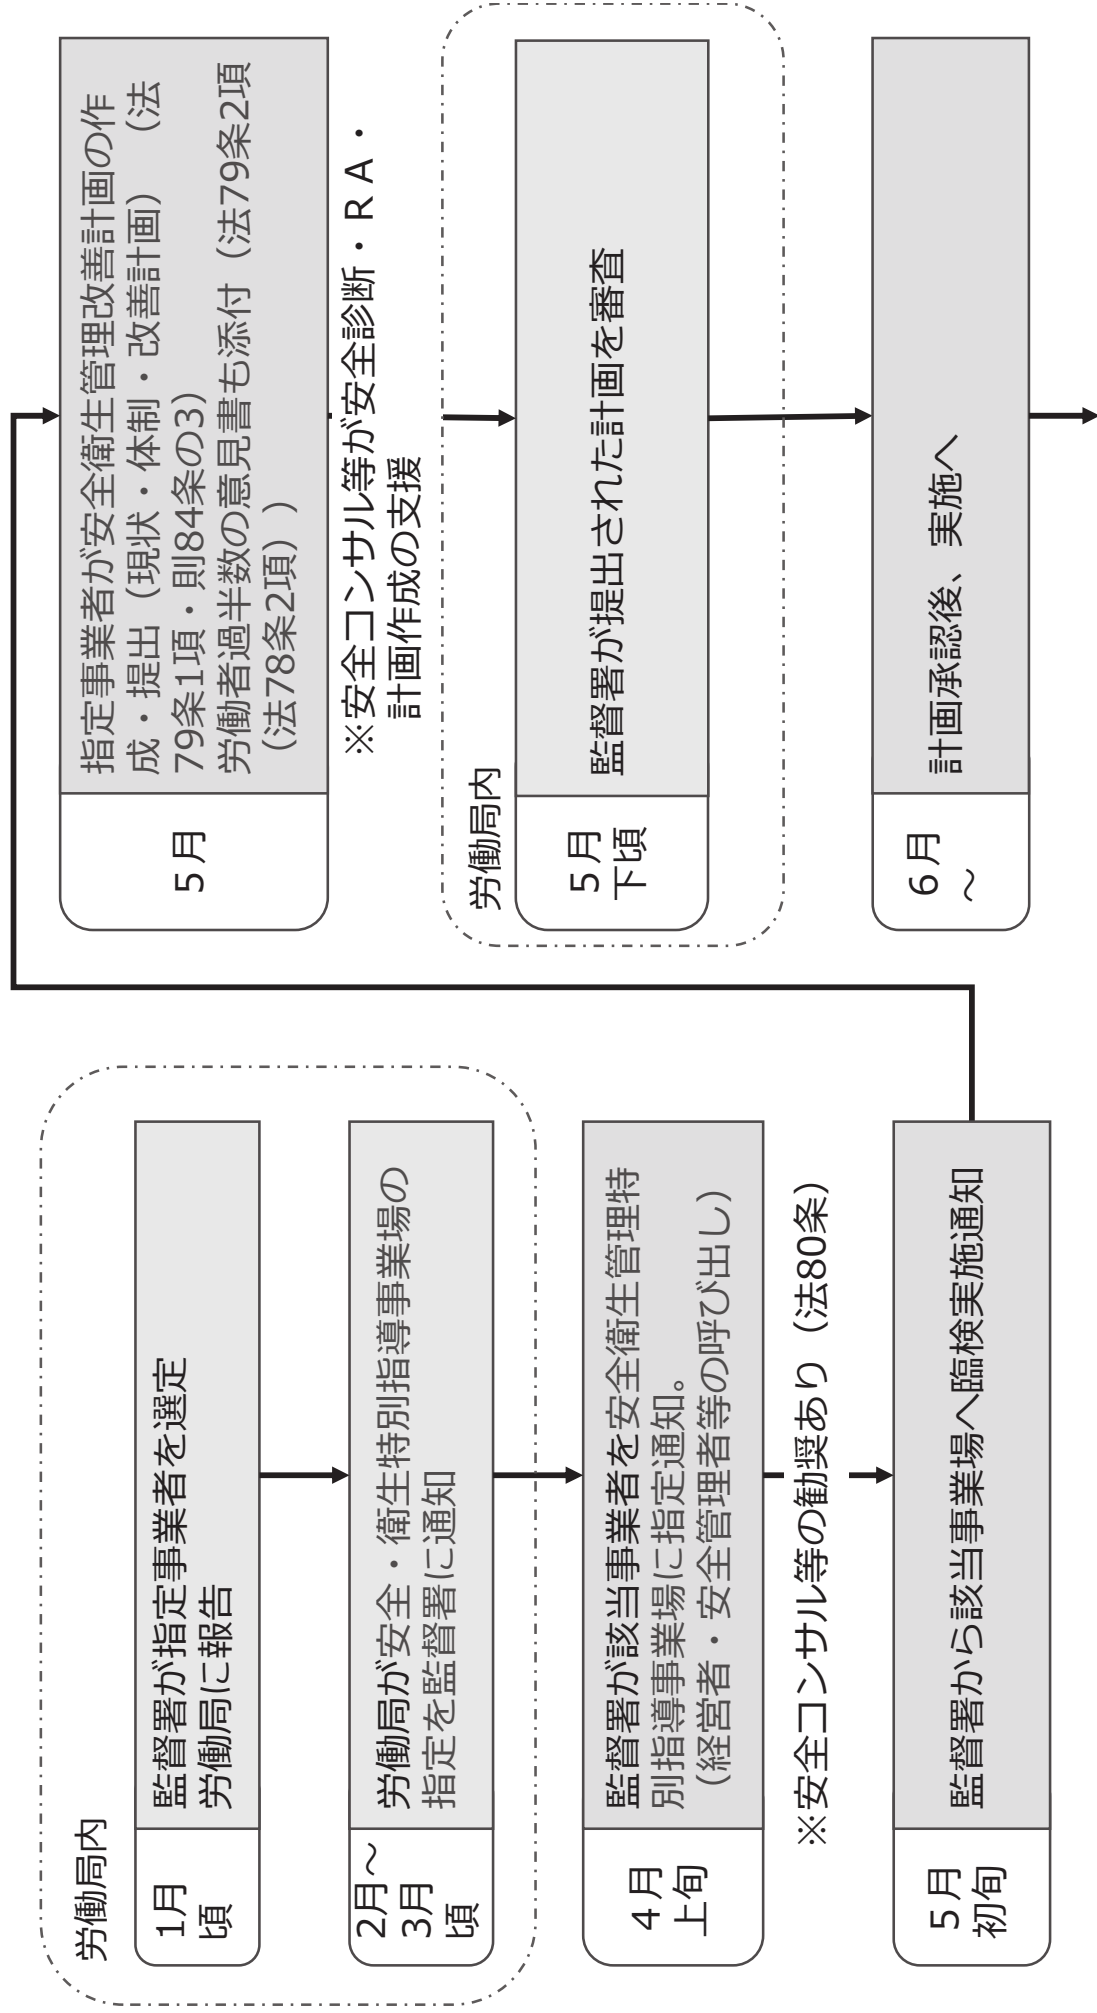 労働局内
1月
頃
監督署が指定事業者を選定
労働局に報告
2月～
3月
頃
労働局が安全・衛生特別指導事業場の
指定を監督署に通知
4月
上旬
監督署が該当事業者を安全衛生管理特
別指導事業場に指定通知。
（経営者・安全管理者等の呼び出し）
※安全コンサル等の勧奨あり（法80条）
5月
初旬
監督署から該当事業場へ臨検実施通知
5月
指定事業者が安全衛生管理改善計画の作
成・提出（現状・体制・改善計画）　（法
79条1項・則84条の3）
労働者過半数の意見書も添付（法79条2項
（法78条2項））
※安全コンサル等が安全診断・ＲＡ・
計画作成の支援
労働局内
5月
下頃
監督署が提出された計画を審査
6月
～
計画承認後、実施へ